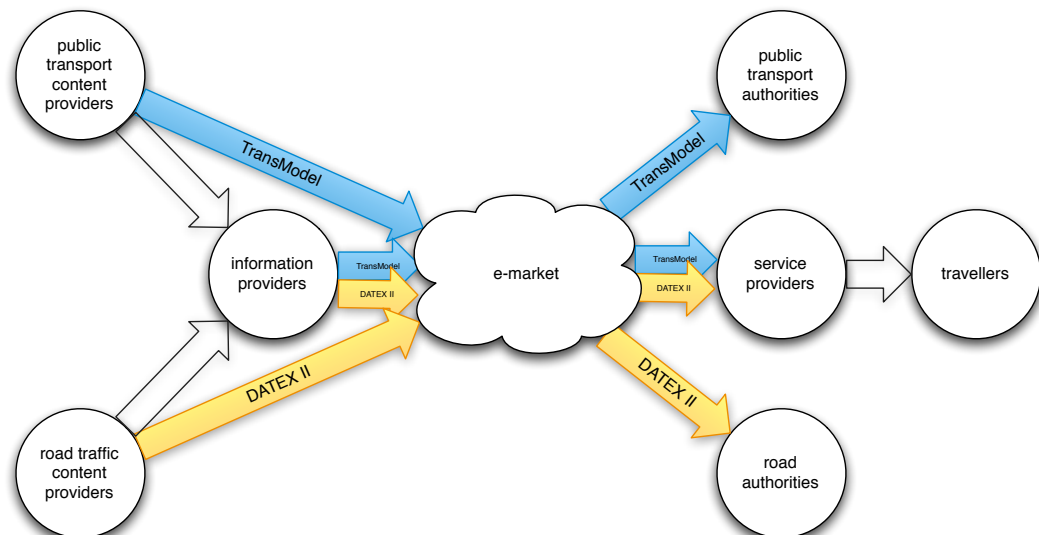 public
transport
content
providers
public
transport
authorities
TransModel
TransModel
information
providers
TransModel
DATEX II
e-market
TransModel
DATEX II
service
providers
travellers
DATEX II
DATEX II
road traffic
content
providers
road
authorities